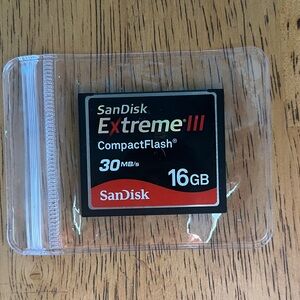 SanDisk
Extreme III
CompactFlash®
30MB/s
16GB
SanDisk